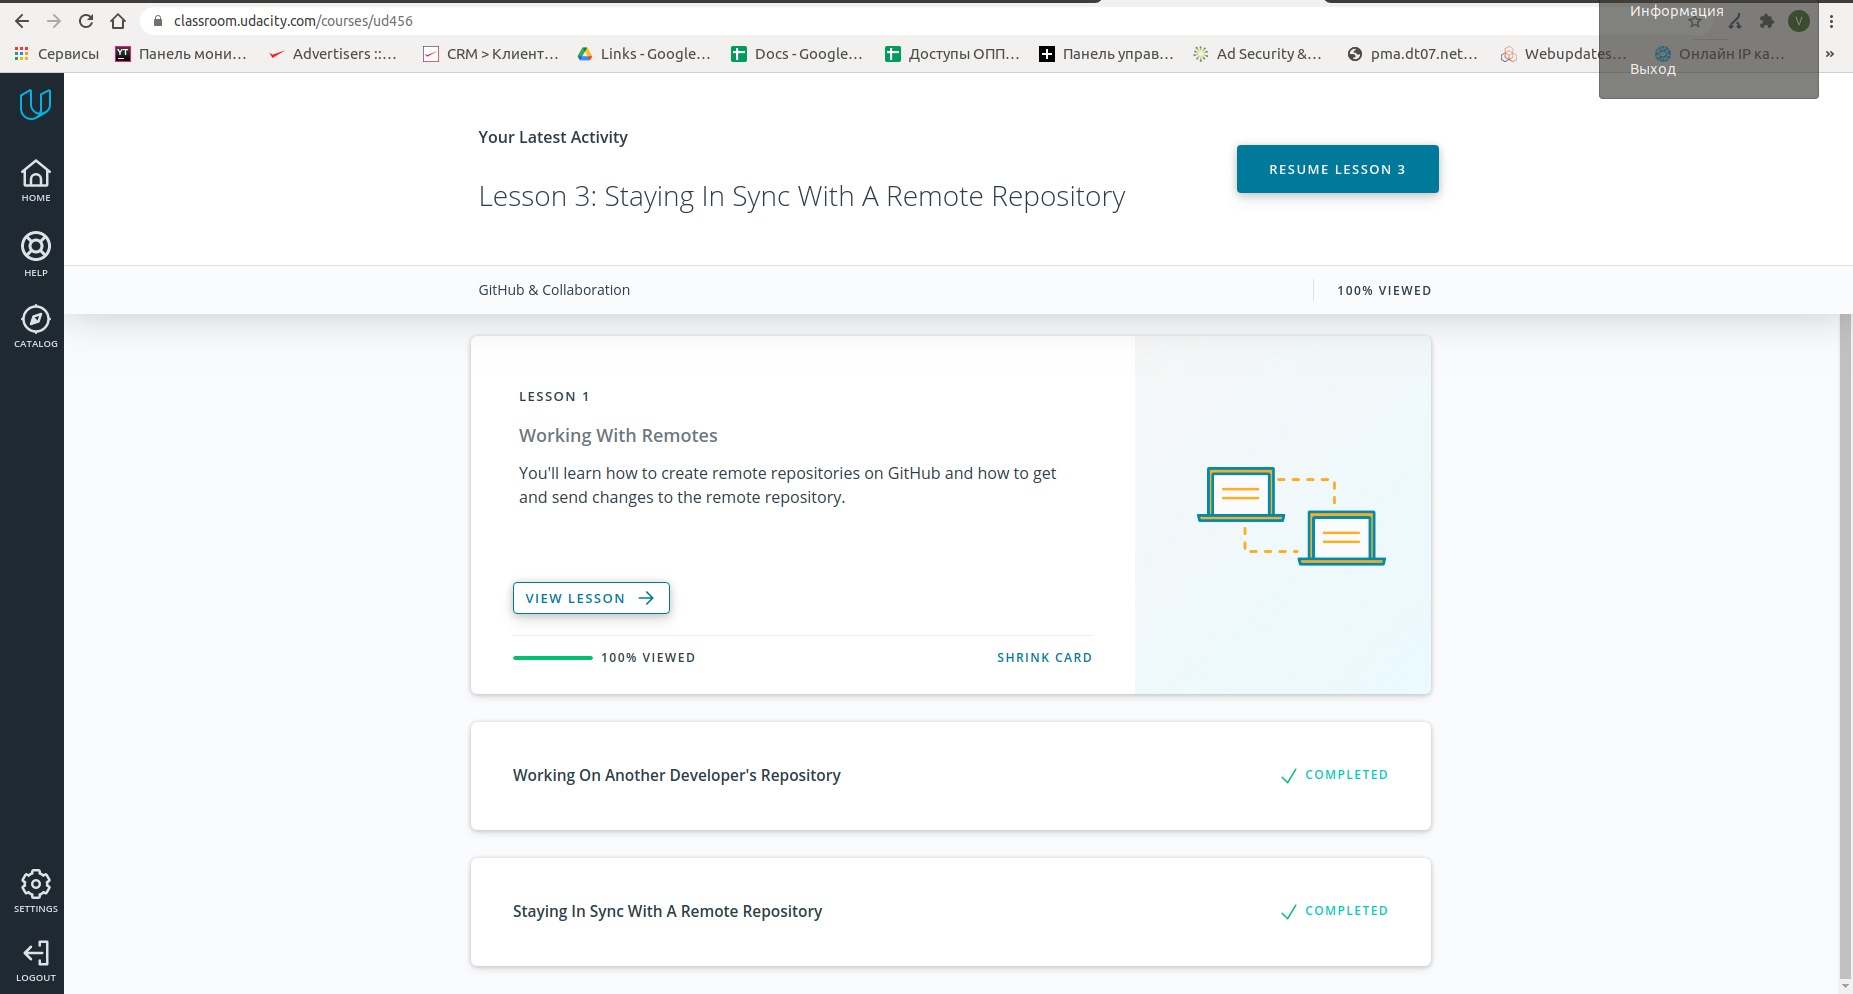 classroom.udacity.com/courses/ud456
Информация
V
Сервисы
YT
Панель мони...
Advertisers ::...
CRM > Клиент...
Links - Google...
Docs - Google...
Доступы ОПП...
Панель управ...
Ad Security &...
pma.dt07.net...
Webupdates...
Онлайн IP ка...
»
Выход
HOME
HELP
CATALOG
SETTINGS
LOGOUT
Your Latest Activity
RESUME LESSON 3
Lesson 3: Staying In Sync With A Remote Repository
GitHub & Collaboration
100% VIEWED
LESSON 1
Working With Remotes
You'll learn how to create remote repositories on GitHub and how to get
and send changes to the remote repository.
VIEW LESSON
100% VIEWED
SHRINK CARD
Working On Another Developer's Repository
COMPLETED
Staying In Sync With A Remote Repository
COMPLETED